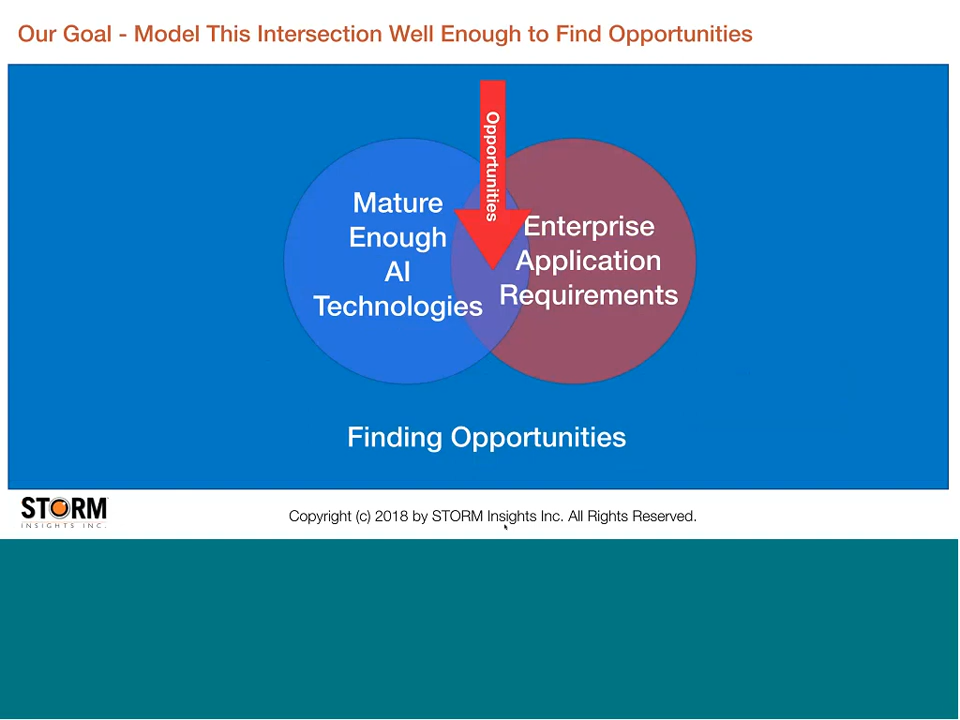 Our Goal - Model This Intersection Well Enough to Find Opportunities
Opportunities
Mature
Enough
AI
Technologies
Enterprise
Application
Requirements
Finding Opportunities
STORM
INSIGHTS INC.
Copyright (c) 2018 by STORM Insights Inc. All Rights Reserved.